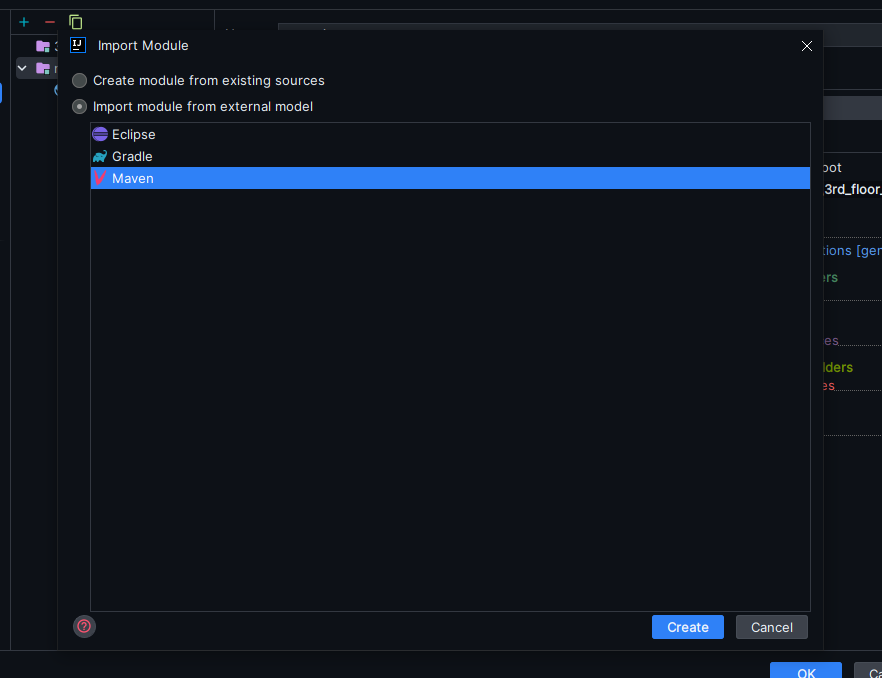 Import Module
Create module from existing sources
Import module from external model
Eclipse
Gradle
Maven
oot
_3rd_floor_
tions [gen
ers
es
lders
es
Create
Cancel
OK
Ca